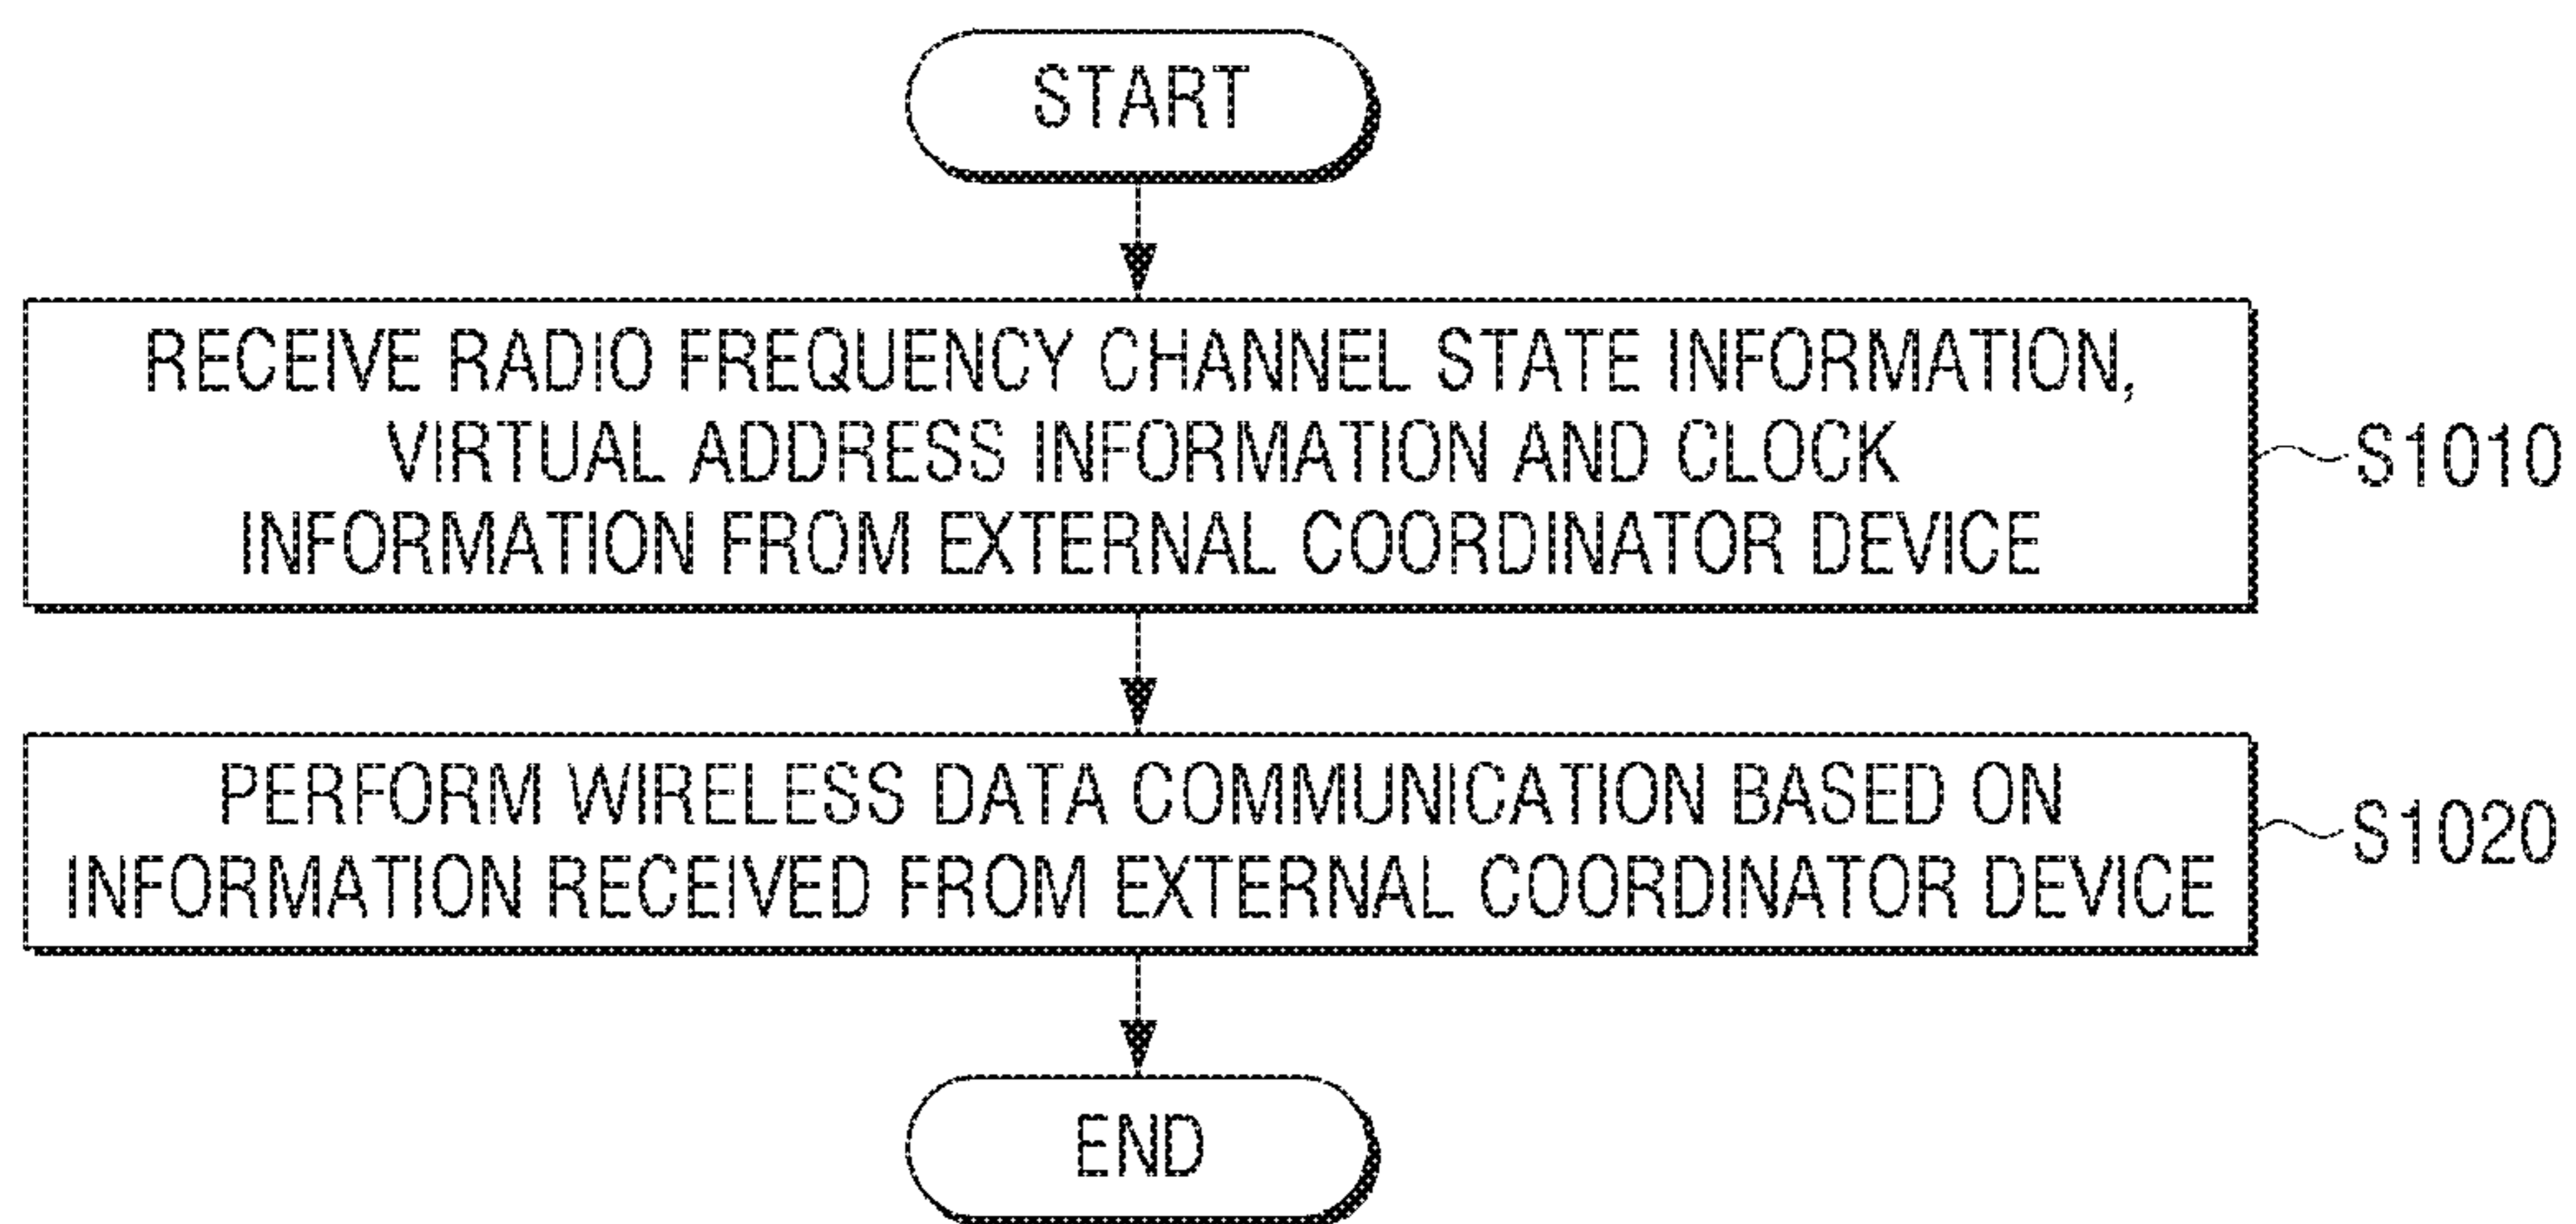 START
RECEIVE RADIO FREQUENCY CHANNEL STATE INFORMATION,
VIRTUAL ADDRESS INFORMATION AND CLOCK
INFORMATION FROM EXTERNAL COORDINATOR DEVICE
S1010
PERFORM WIRELESS DATA COMMUNICATION BASED ON
INFORMATION RECEIVED FROM EXTERNAL COORDINATOR DEVICE
S1020
END